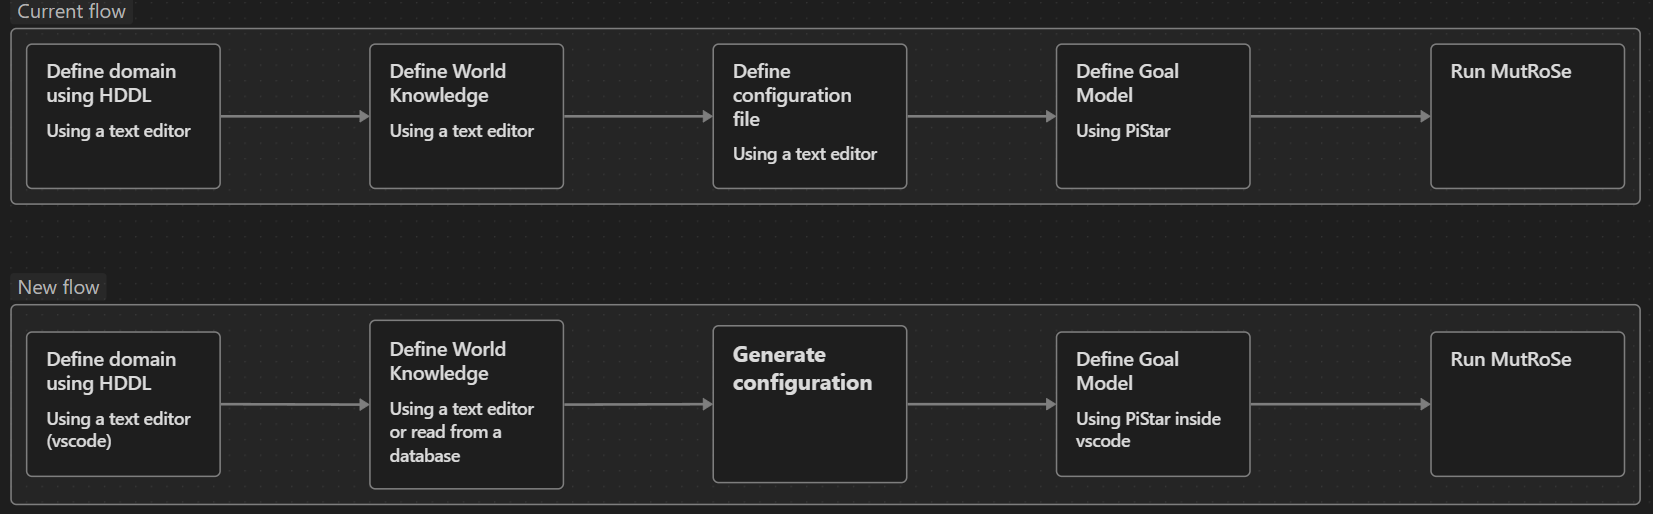 Current flow
Define domain
using HDDL
Using a text editor
Define World
Knowledge
Using a text editor
Define
configuration
file
Using a text editor
Define Goal
Model
Using PiStar
Run MutRoSe
New flow
Define domain
using HDDL
Using a text editor
(vscode)
Define World
Knowledge
Using a text editor
or read from a
database
Generate
configuration
Define Goal
Model
Using PiStar inside
vscode
Run MutRoSe